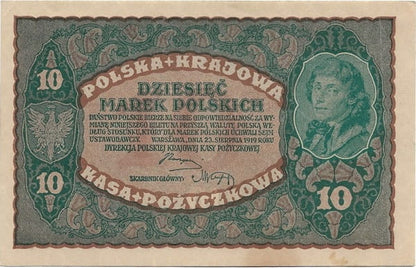 POLSKA KRAJOWA
10
DZIESIĘĆ
MAREK POLSKICH
PAŃSTWO POLSKIE BIERZE NA SIEBIE ODPOWIEDZIALNOŚĆ ZA WY-
MIANĘ NINIEJSZEGO BILETU NA PRZYSZŁĄ WALUTĘ POLSKĄ WE-
DŁUG STOSUNKU, KTÓRY DLA MAREK POLSKICH UCHWALI SEJM
USTAWODAWCZY. WARSZAWA, DNIA 23. SIERPNIA 1919 ROKU
DYREKCJA POLSKIEJ KRAJOWEJ KASY POŻYCZKOWEJ
SKARBNIK GŁÓWNY:
10
10
KASA POŻYCZKOWA